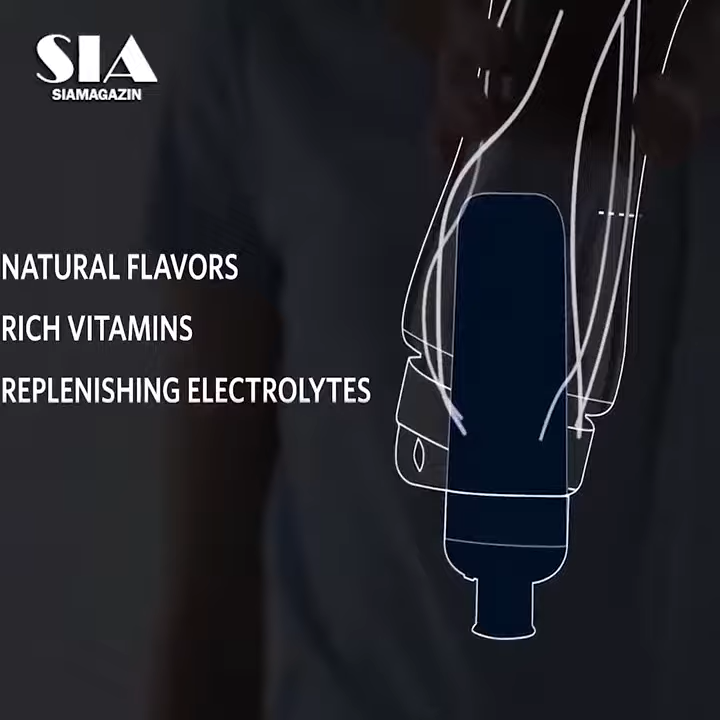 SIA
SIAMAGAZIN
NATURAL FLAVORS
RICH VITAMINS
REPLENISHING ELECTROLYTES